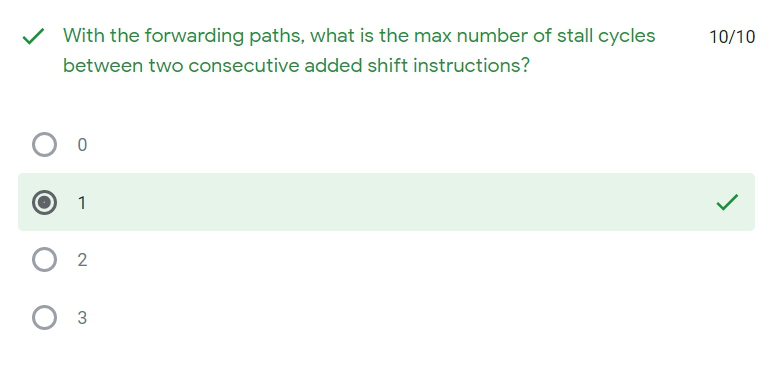 With the forwarding paths, what is the max number of stall cycles
10/10
between two consecutive added shift instructions?
0
1
2
3